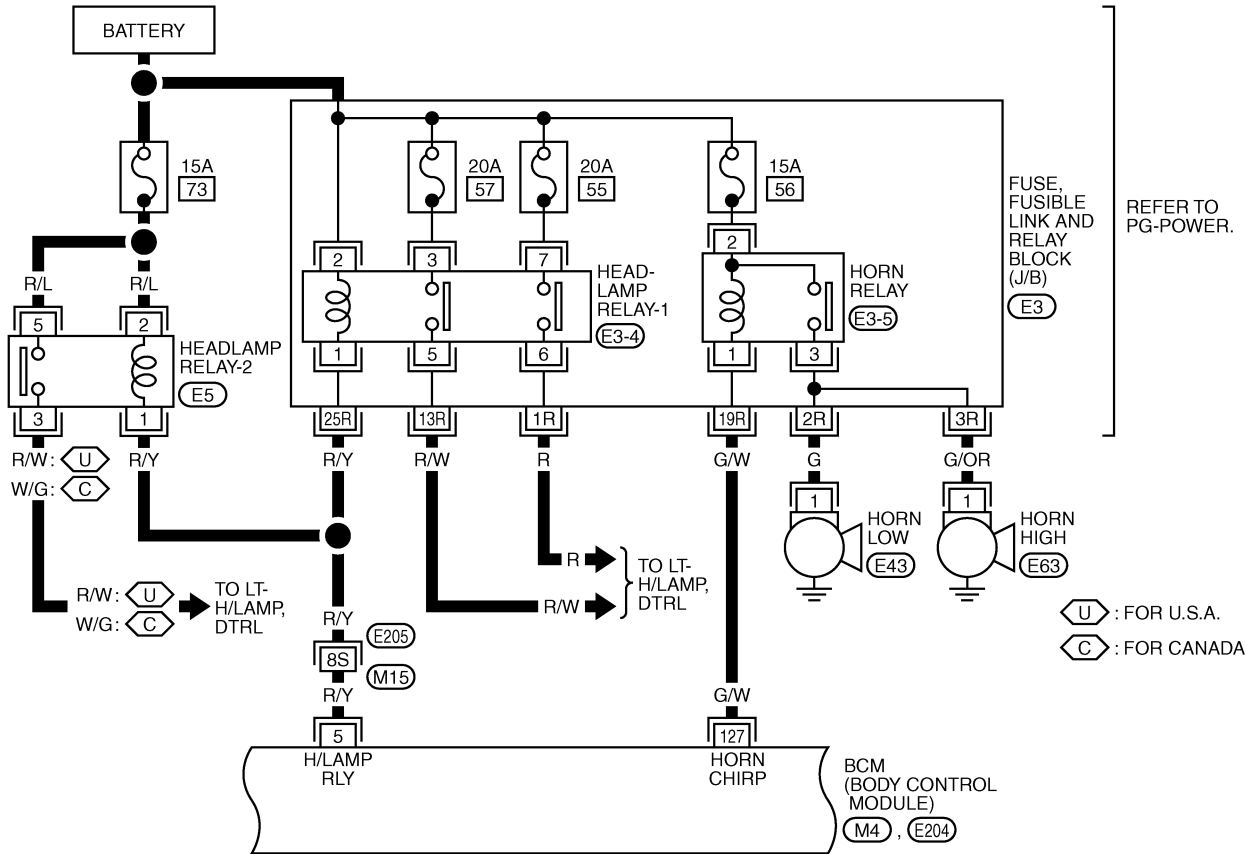 BATTERY
15A
73
20A
57
20A
55
15A
56
FUSE,
FUSIBLE
LINK AND
RELAY
BLOCK
(J/B)
E3
REFER TO
PG-POWER.
R/L
R/L
5
2
HEADLAMP
RELAY-2
E5
3
1
2
3
7
HEAD-
LAMP
RELAY-1
E3-4
1
5
6
2
HORN
RELAY
E3-5
1
3
25R
13R
1R
19R
2R
3R
R/W:
U
W/G:
C
R/Y
R/Y
R/W
R
G/W
G
G/OR
1
HORN
LOW
E43
1
HORN
HIGH
E63
R
R/W
TO LT-
H/LAMP,
DTRL
R/W:
U
W/G:
C
TO LT-
H/LAMP,
DTRL
U
: FOR U.S.A.
C
: FOR CANADA
R/Y
E205
8S
M15
R/Y
G/W
5
127
H/LAMP
RLY
HORN
CHIRP
BCM
(BODY CONTROL
MODULE)
M4 , E204